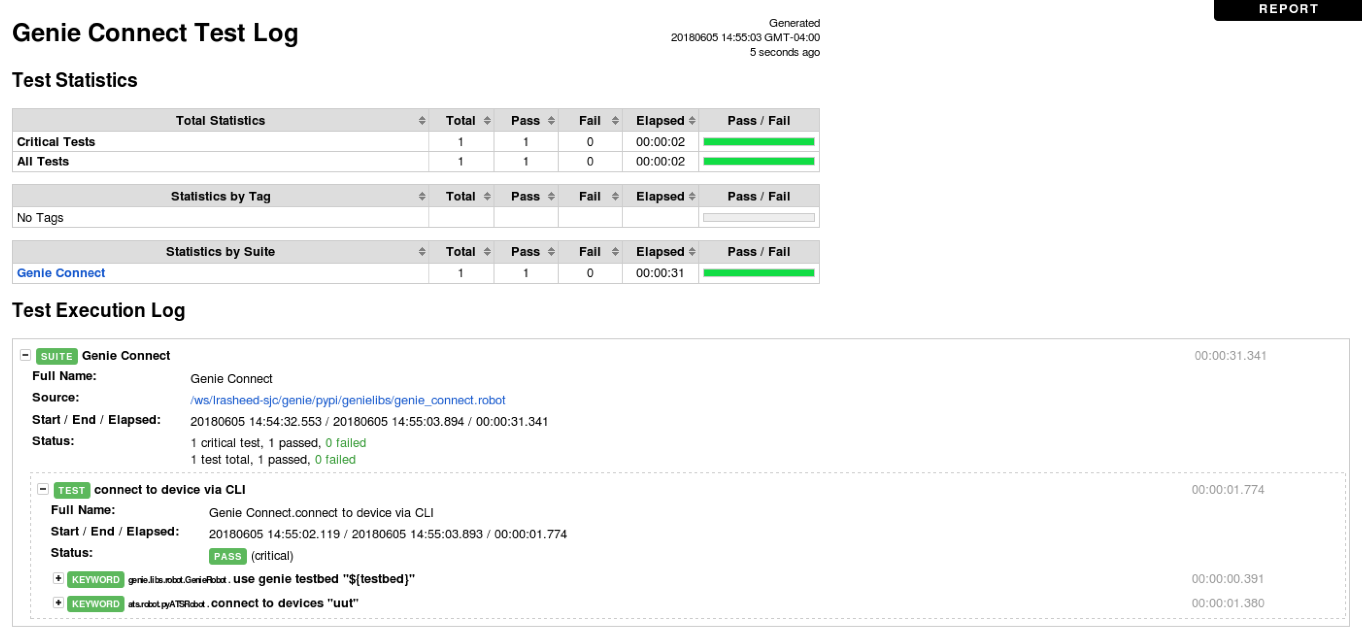 REPORT
Genie Connect Test Log
Generated
20180605 14:55:03 GMT-04:00
5 seconds ago
Test Statistics
Total Statistics Total Pass Fail Elapsed Pass / Fail
Critical Tests 1 1 0 00:00:02
All Tests 1 1 0 00:00:02
Statistics by Tag Total Pass Fail Elapsed Pass / Fail
No Tags
Statistics by Suite Total Pass Fail Elapsed Pass / Fail
Genie Connect 1 1 0 00:00:31
Test Execution Log
SUITE Genie Connect 00:00:31.341
Full Name: Genie Connect
Source: /ws/lrasheed-sjc/genie/pypi/genielibs/genie_connect.robot
Start / End / Elapsed: 20180605 14:54:32.553 / 20180605 14:55:03.894 / 00:00:31.341
Status: 1 critical test, 1 passed, 0 failed
1 test total, 1 passed, 0 failed
TEST connect to device via CLI 00:00:01.774
Full Name: Genie Connect.connect to device via CLI
Start / End / Elapsed: 20180605 14:55:02.119 / 20180605 14:55:03.893 / 00:00:01.774
Status: PASS (critical)
KEYWORD genie.libs.robot.GenieRobot . use genie testbed "${testbed}" 00:00:00.391
KEYWORD ats.robot.pyATSRobot . connect to devices "uut" 00:00:01.380